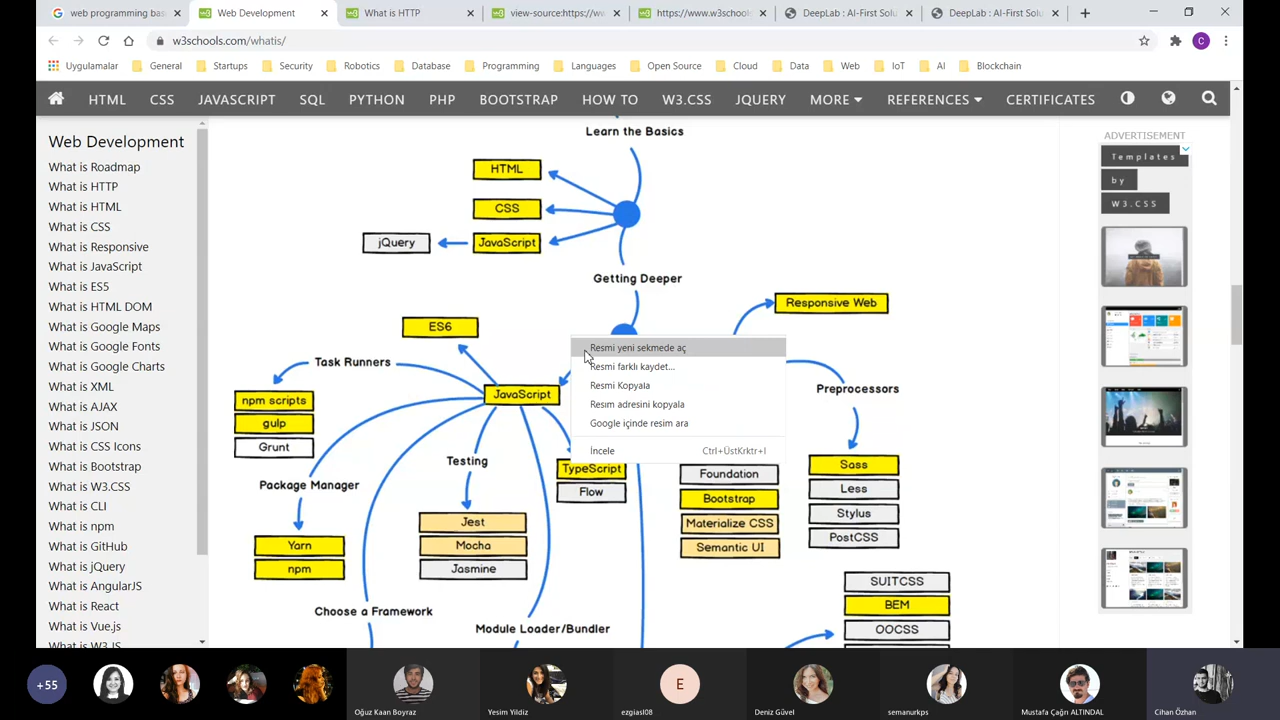 web programming bas
Web Development
What is HTTP
view-source:https://ww
https://www.w3schools
DeepLab : AI-First Solu
DeepLab : AI-First Solu
w3schools.com/whatis/
C
Uygulamalar
General
Startups
Security
Robotics
Database
Programming
Languages
Open Source
Cloud
Data
Web
IoT
AI
Blockchain
HTML
CSS
JAVASCRIPT
SQL
PYTHON
PHP
BOOTSTRAP
HOW TO
W3.CSS
JQUERY
MORE
REFERENCES
CERTIFICATES
Web Development
What is Roadmap
What is HTTP
What is HTML
What is CSS
What is Responsive
What is JavaScript
What is ES5
What is HTML DOM
What is Google Maps
What is Google Fonts
What is Google Charts
What is XML
What is AJAX
What is JSON
What is CSS Icons
What is Bootstrap
What is W3.CSS
What is CLI
What is npm
What is GitHub
What is jQuery
What is AngularJS
What is React
What is Vue.js
What is W3.JS
Learn the Basics
HTML
CSS
jQuery
JavaScript
Getting Deeper
Responsive Web
ES6
Task Runners
npm scripts
gulp
Grunt
JavaScript
Resmi yeni sekmede aç
Resmi farklı kaydet...
Resmi Kopyala
Resim adresini kopyala
Google içinde resim ara
İncele
Ctrl+ÜstKrktr+I
Preprocessors
Testing
TypeScript
Flow
Foundation
Bootstrap
Materialize CSS
Semantic UI
Sass
Less
Stylus
PostCSS
Package Manager
Yarn
npm
Jest
Mocha
Jasmine
SUITCSS
BEM
OOCSS
Choose a Framework
Module Loader/Bundler
ADVERTISEMENT
Templates
by
W3.CSS
+55
Oğuz Kaan Boyraz
Yesim Yildiz
E
ezgiasl08
Deniz Güvel
semanurkps
Mustafa Çağrı ALTINDAL
Cihan Özhan